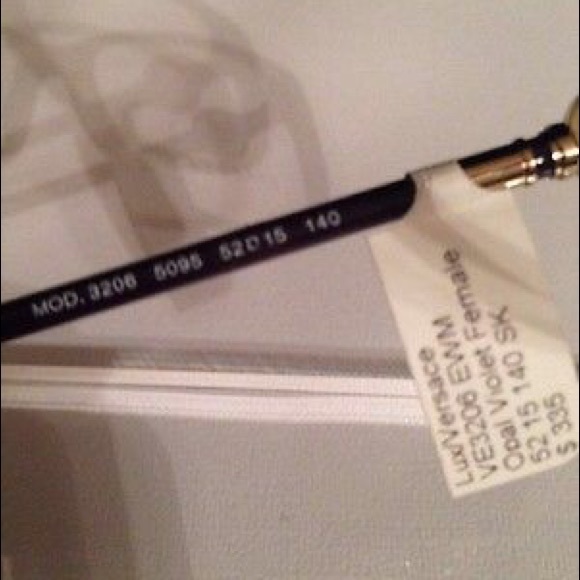 MOD. 3206 5095 52□15 140
Lux/Versace
VE3206 EWM
Opal Violet Female
52 15 140 SK
$ 335